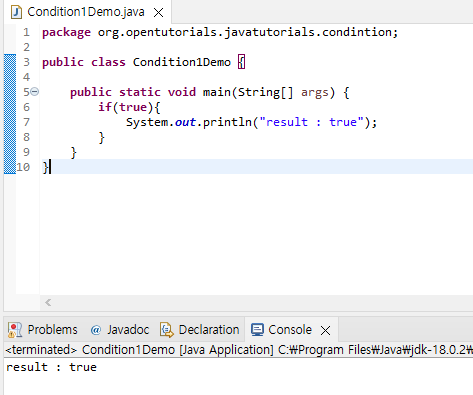 Condition1Demo.java
1 package org.opentutorials.javatutorials.condintion;
2
3 public class Condition1Demo {
4
5 public static void main(String[] args) {
6 if(true){
7 System.out.println("result : true");
8 }
9 }
10 }
Problems @ Javadoc Declaration Console
<terminated> Condition1Demo [Java Application] C:₩Program Files₩Java₩jdk-18.0.2₩
result : true